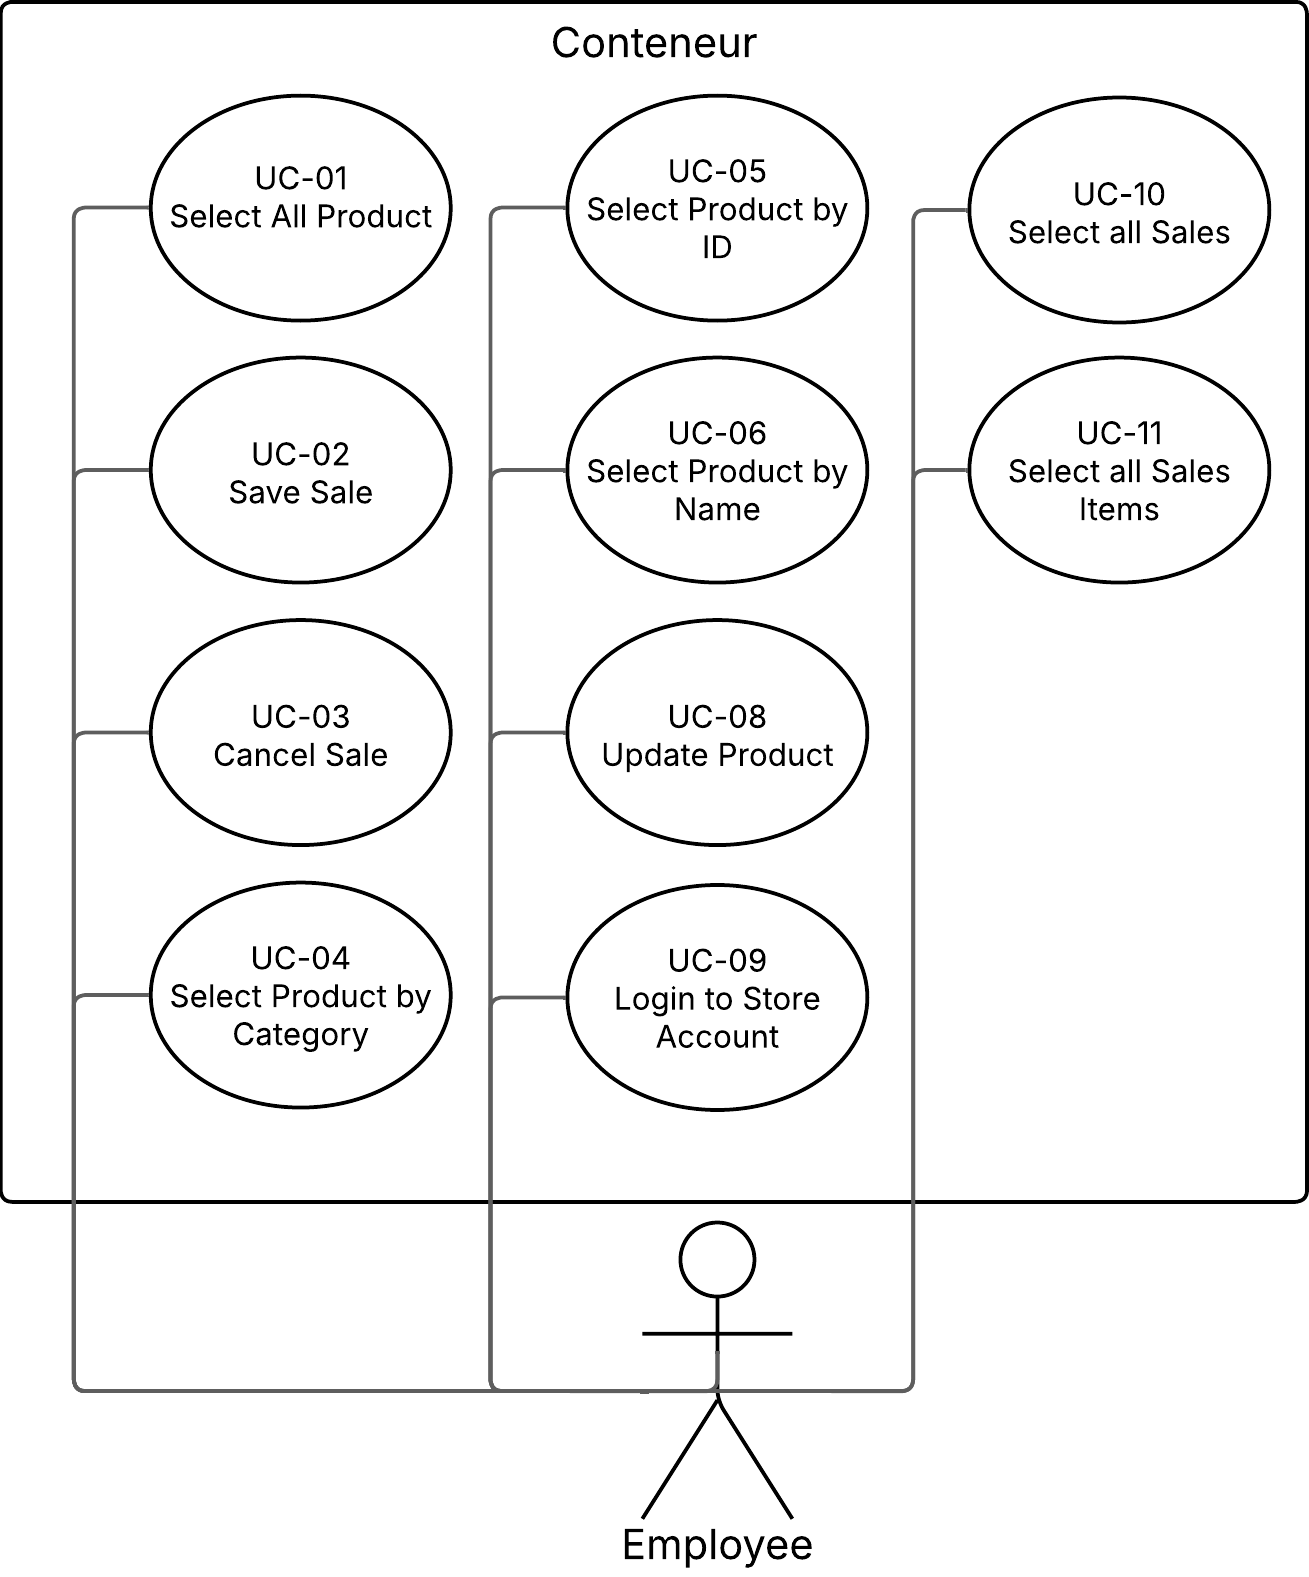 Conteneur
UC-01
Select All Product
UC-02
Save Sale
UC-03
Cancel Sale
UC-04
Select Product by
Category
UC-05
Select Product by
ID
UC-06
Select Product by
Name
UC-08
Update Product
UC-09
Login to Store
Account
UC-10
Select all Sales
UC-11
Select all Sales
Items
Employee